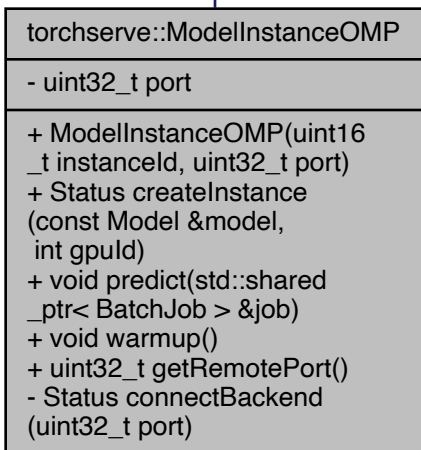 torchserve::ModelInstanceOMP
- uint32_t port
+ ModelInstanceOMP(uint16
_t instanceId, uint32_t port)
+ Status createInstance
(const Model &model,
 int gpuId)
+ void predict(std::shared
_ptr< BatchJob > &job)
+ void warmup()
+ uint32_t getRemotePort()
- Status connectBackend
(uint32_t port)